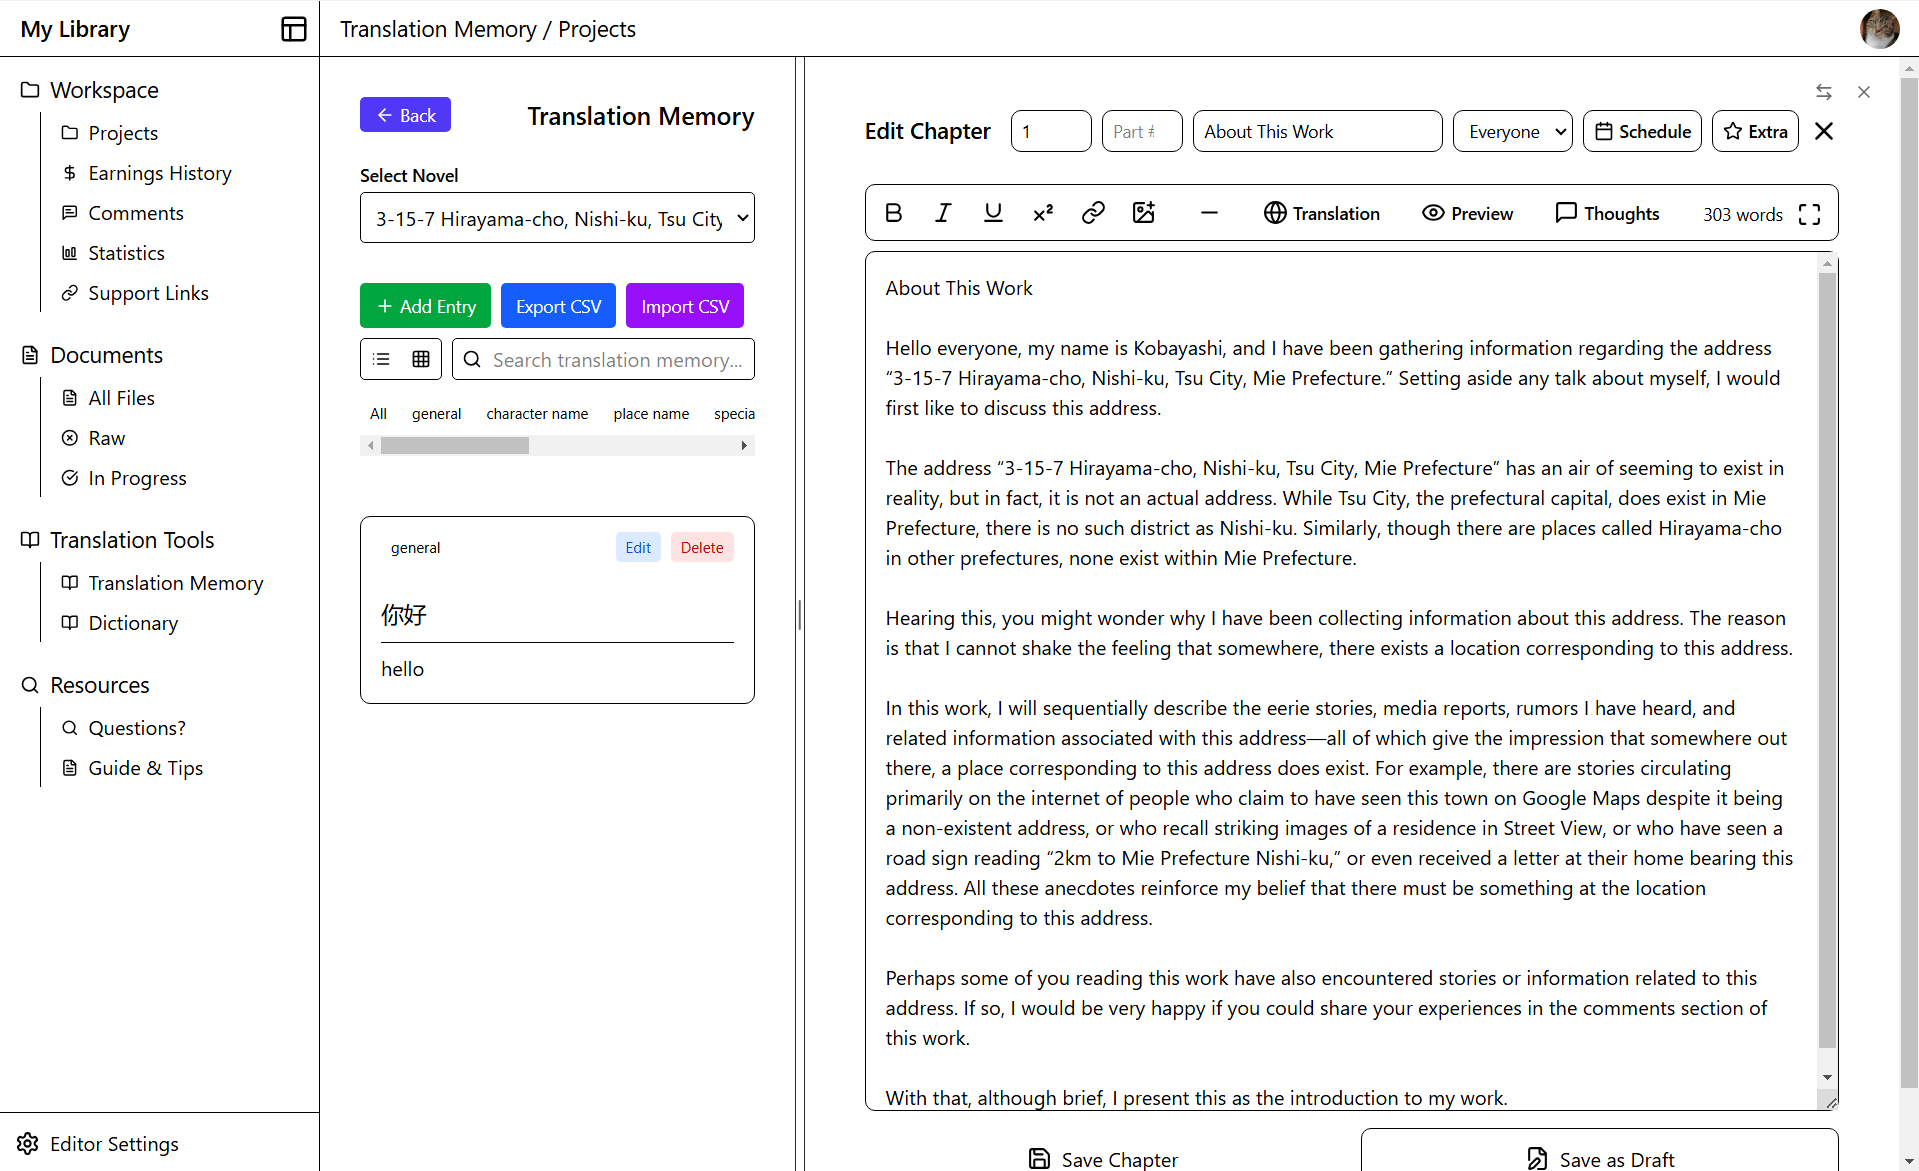 My Library
Translation Memory / Projects
Workspace
Projects
Earnings History
Comments
Statistics
Support Links
Documents
All Files
Raw
In Progress
Translation Tools
Translation Memory
Dictionary
Resources
Questions?
Guide & Tips
Editor Settings
Back
Translation Memory
Select Novel
3-15-7 Hirayama-cho, Nishi-ku, Tsu City
Add Entry
Export CSV
Import CSV
Search translation memory...
All general character name place name specia
general
Edit
Delete
你好
hello
Edit Chapter
1
Part #
About This Work
Everyone
Schedule
Extra
B I U x² Translation Preview Thoughts 303 words
About This Work
Hello everyone, my name is Kobayashi, and I have been gathering information regarding the address
“3-15-7 Hirayama-cho, Nishi-ku, Tsu City, Mie Prefecture.” Setting aside any talk about myself, I would
first like to discuss this address.
The address “3-15-7 Hirayama-cho, Nishi-ku, Tsu City, Mie Prefecture” has an air of seeming to exist in
reality, but in fact, it is not an actual address. While Tsu City, the prefectural capital, does exist in Mie
Prefecture, there is no such district as Nishi-ku. Similarly, though there are places called Hirayama-cho
in other prefectures, none exist within Mie Prefecture.
Hearing this, you might wonder why I have been collecting information about this address. The reason
is that I cannot shake the feeling that somewhere, there exists a location corresponding to this address.
In this work, I will sequentially describe the eerie stories, media reports, rumors I have heard, and
related information associated with this address—all of which give the impression that somewhere out
there, a place corresponding to this address does exist. For example, there are stories circulating
primarily on the internet of people who claim to have seen this town on Google Maps despite it being
a non-existent address, or who recall striking images of a residence in Street View, or who have seen a
road sign reading “2km to Mie Prefecture Nishi-ku,” or even received a letter at their home bearing this
address. All these anecdotes reinforce my belief that there must be something at the location
corresponding to this address.
Perhaps some of you reading this work have also encountered stories or information related to this
address. If so, I would be very happy if you could share your experiences in the comments section of
this work.
With that, although brief, I present this as the introduction to my work.
Save Chapter
Save as Draft